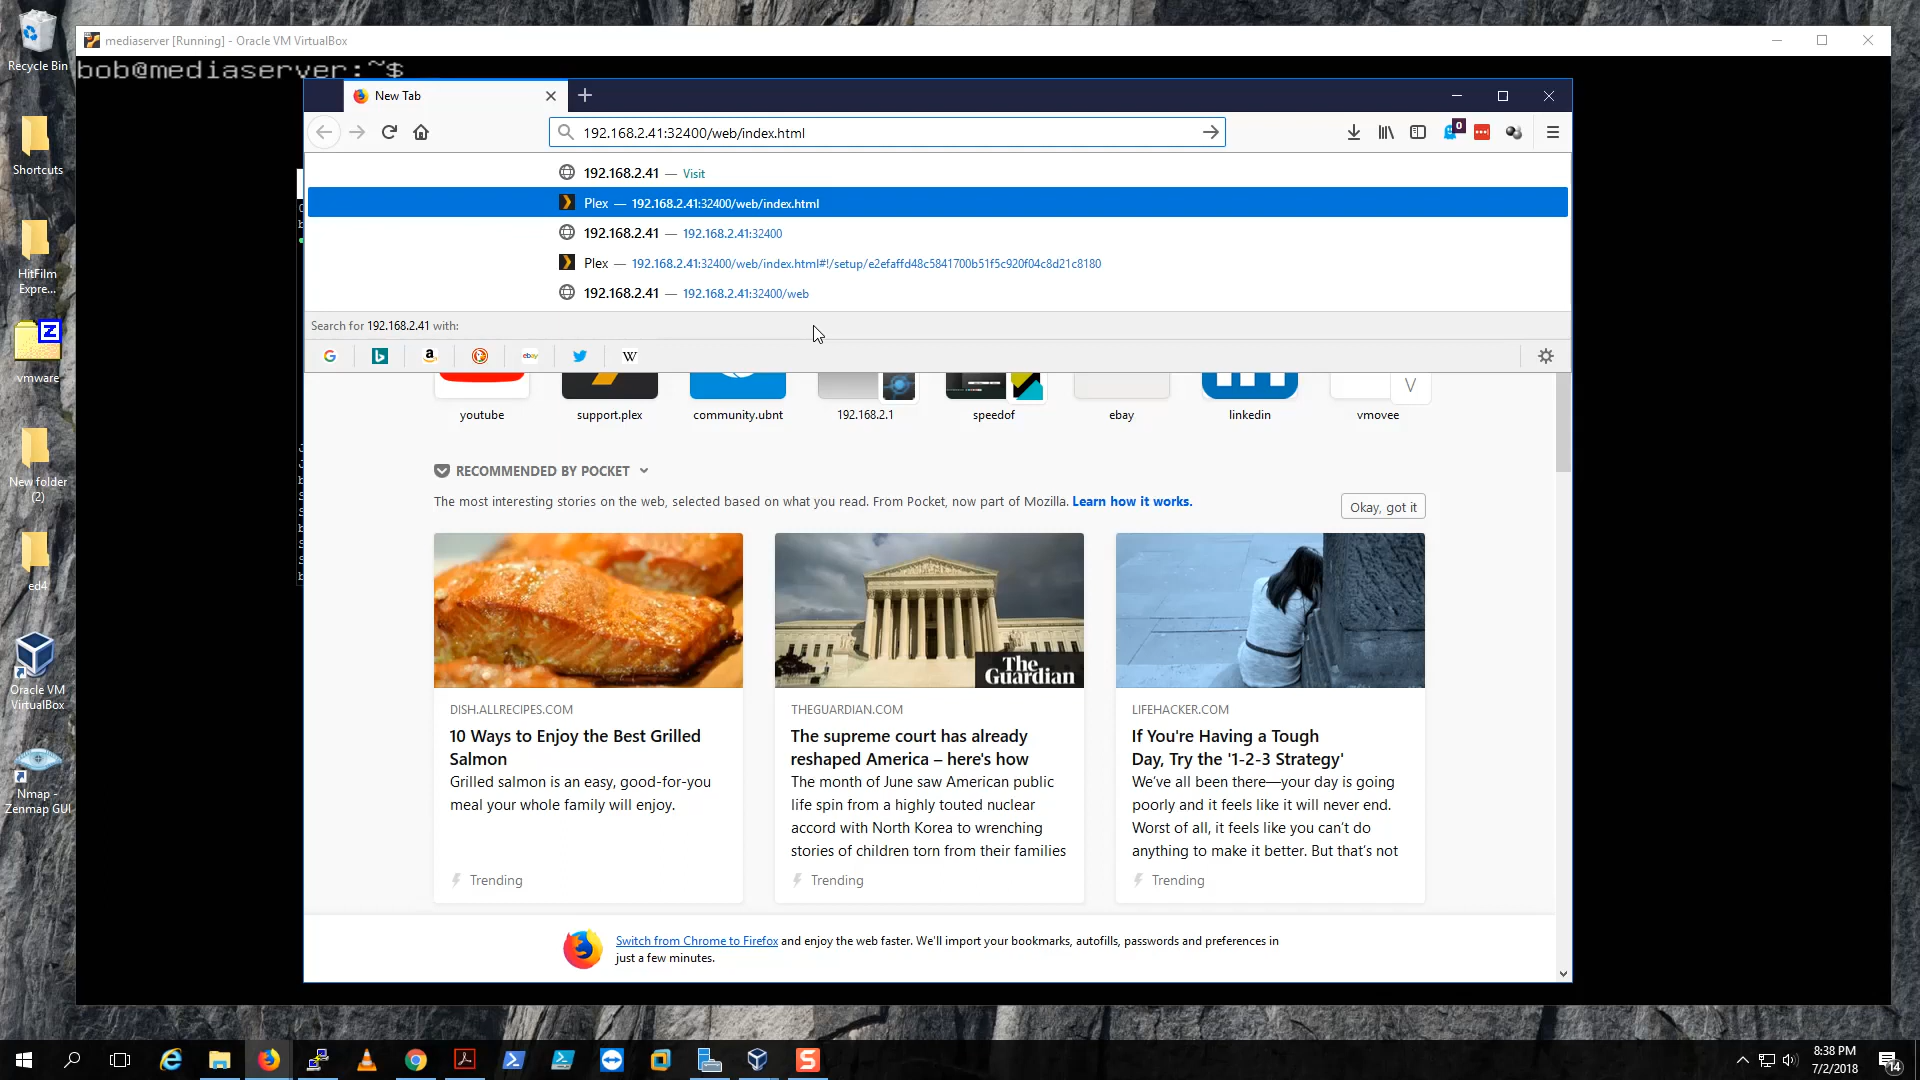 Recycle Bin
mediaserver [Running] - Oracle VM VirtualBox
bob@mediaserver:~$
New Tab
192.168.2.41:32400/web/index.html
0
192.168.2.41 — Visit
Plex — 192.168.2.41:32400/web/index.html
192.168.2.41 — 192.168.2.41:32400
Plex — 192.168.2.41:32400/web/index.html#!/setup/e2efaffd48c5841700b51f5c920f04c8d21c8180
192.168.2.41 — 192.168.2.41:32400/web
Search for 192.168.2.41 with:
G
b
a
ebay
W
V
youtube
support.plex
community.ubnt
192.168.2.1
speedof
ebay
linkedin
vmovee
RECOMMENDED BY POCKET
The most interesting stories on the web, selected based on what you read. From Pocket, now part of Mozilla. Learn how it works.
Okay, got it
The
Guardian
DISH.ALLRECIPES.COM
10 Ways to Enjoy the Best Grilled
Salmon
Grilled salmon is an easy, good-for-you
meal your whole family will enjoy.
Trending
THEGUARDIAN.COM
The supreme court has already
reshaped America – here's how
The month of June saw American public
life spin from a highly touted nuclear
accord with North Korea to wrenching
stories of children torn from their families
Trending
LIFEHACKER.COM
If You're Having a Tough
Day, Try the '1-2-3 Strategy'
We've all been there—your day is going
poorly and it feels like it will never end.
Worst of all, it feels like you can't do
anything to make it better. But that's not
Trending
Switch from Chrome to Firefox and enjoy the web faster. We'll import your bookmarks, autofills, passwords and preferences in
just a few minutes.
Shortcuts
HitFilm
Expre...
Z
vmware
New folder
(2)
ed4
Oracle VM
VirtualBox
Nmap -
Zenmap GUI
8:38 PM
7/2/2018
14